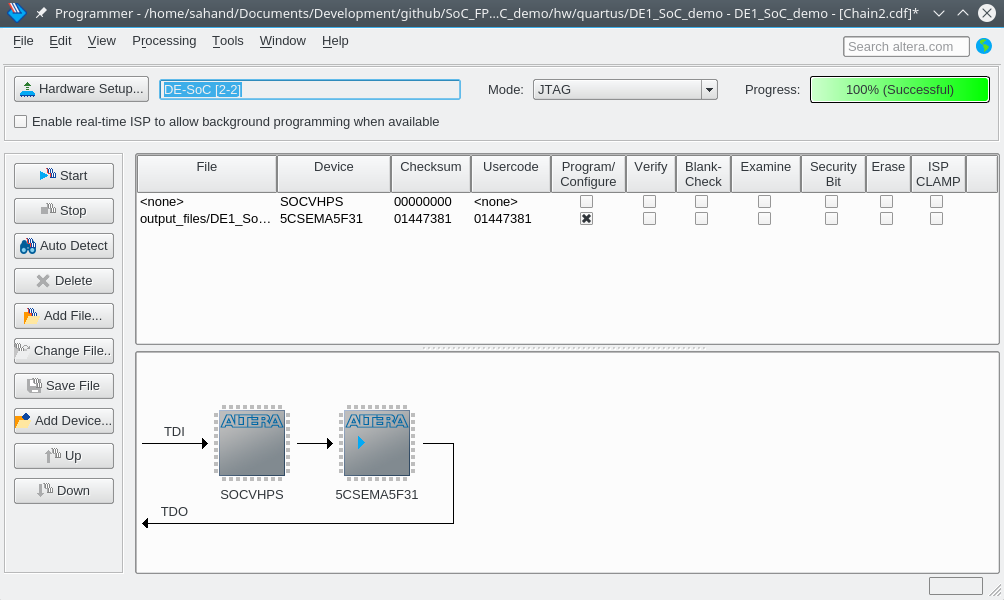 Programmer - /home/sahand/Documents/Development/github/SoC_FP...C_demo/hw/quartus/DE1_SoC_demo - DE1_SoC_demo - [Chain2.cdf]*
File Edit View Processing Tools Window Help
Search altera.com
Hardware Setup... DE-SoC [2-2] Mode: JTAG Progress: 100% (Successful)
Enable real-time ISP to allow background programming when available
Start
Stop
Auto Detect
Delete
Add File...
Change File..
Save File
Add Device...
Up
Down
File Device Checksum Usercode Program/ Verify Blank- Examine Security Erase ISP
Configure Check Bit CLAMP
<none> SOCVHPS 00000000 <none>
output_files/DE1_So... 5CSEMA5F31 01447381 01447381
ALTERA ALTERA
TDI
SOCVHPS 5CSEMA5F31
TDO